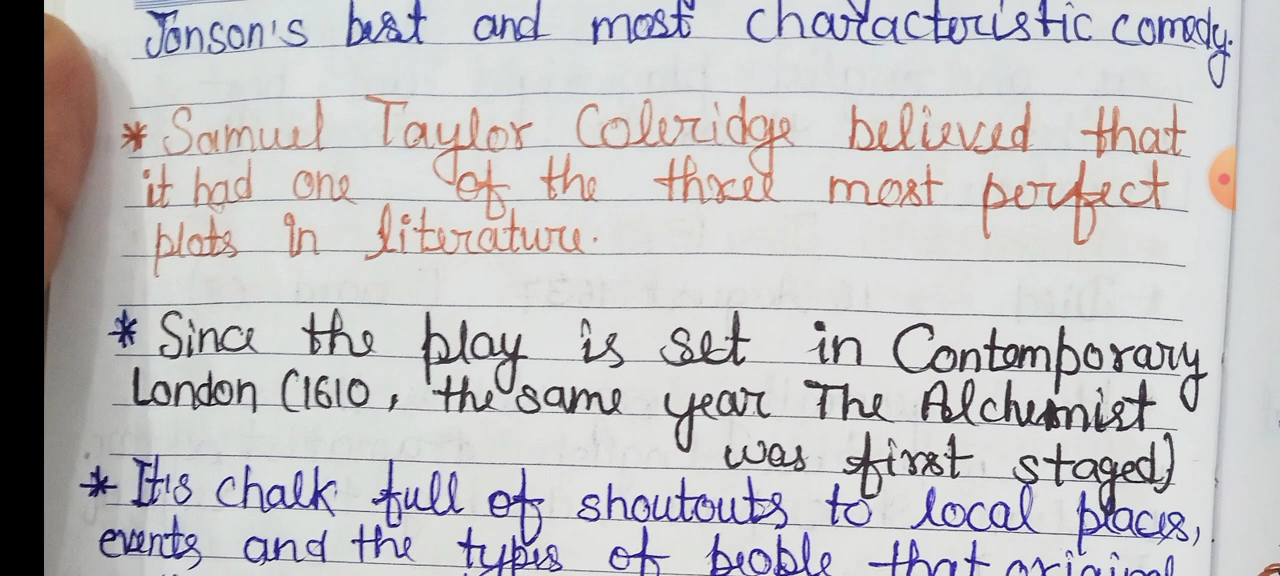 Jonson's best and most characteristic comedy.
* Samuel Taylor Coleridge believed that
it had one of the three most perfect
plots in literature.
* Since the play is set in Contemporary
London (1610, the same year The Alchemist
was first staged)
* It's chalk full of shoutouts to local places,
events and the types of people that original